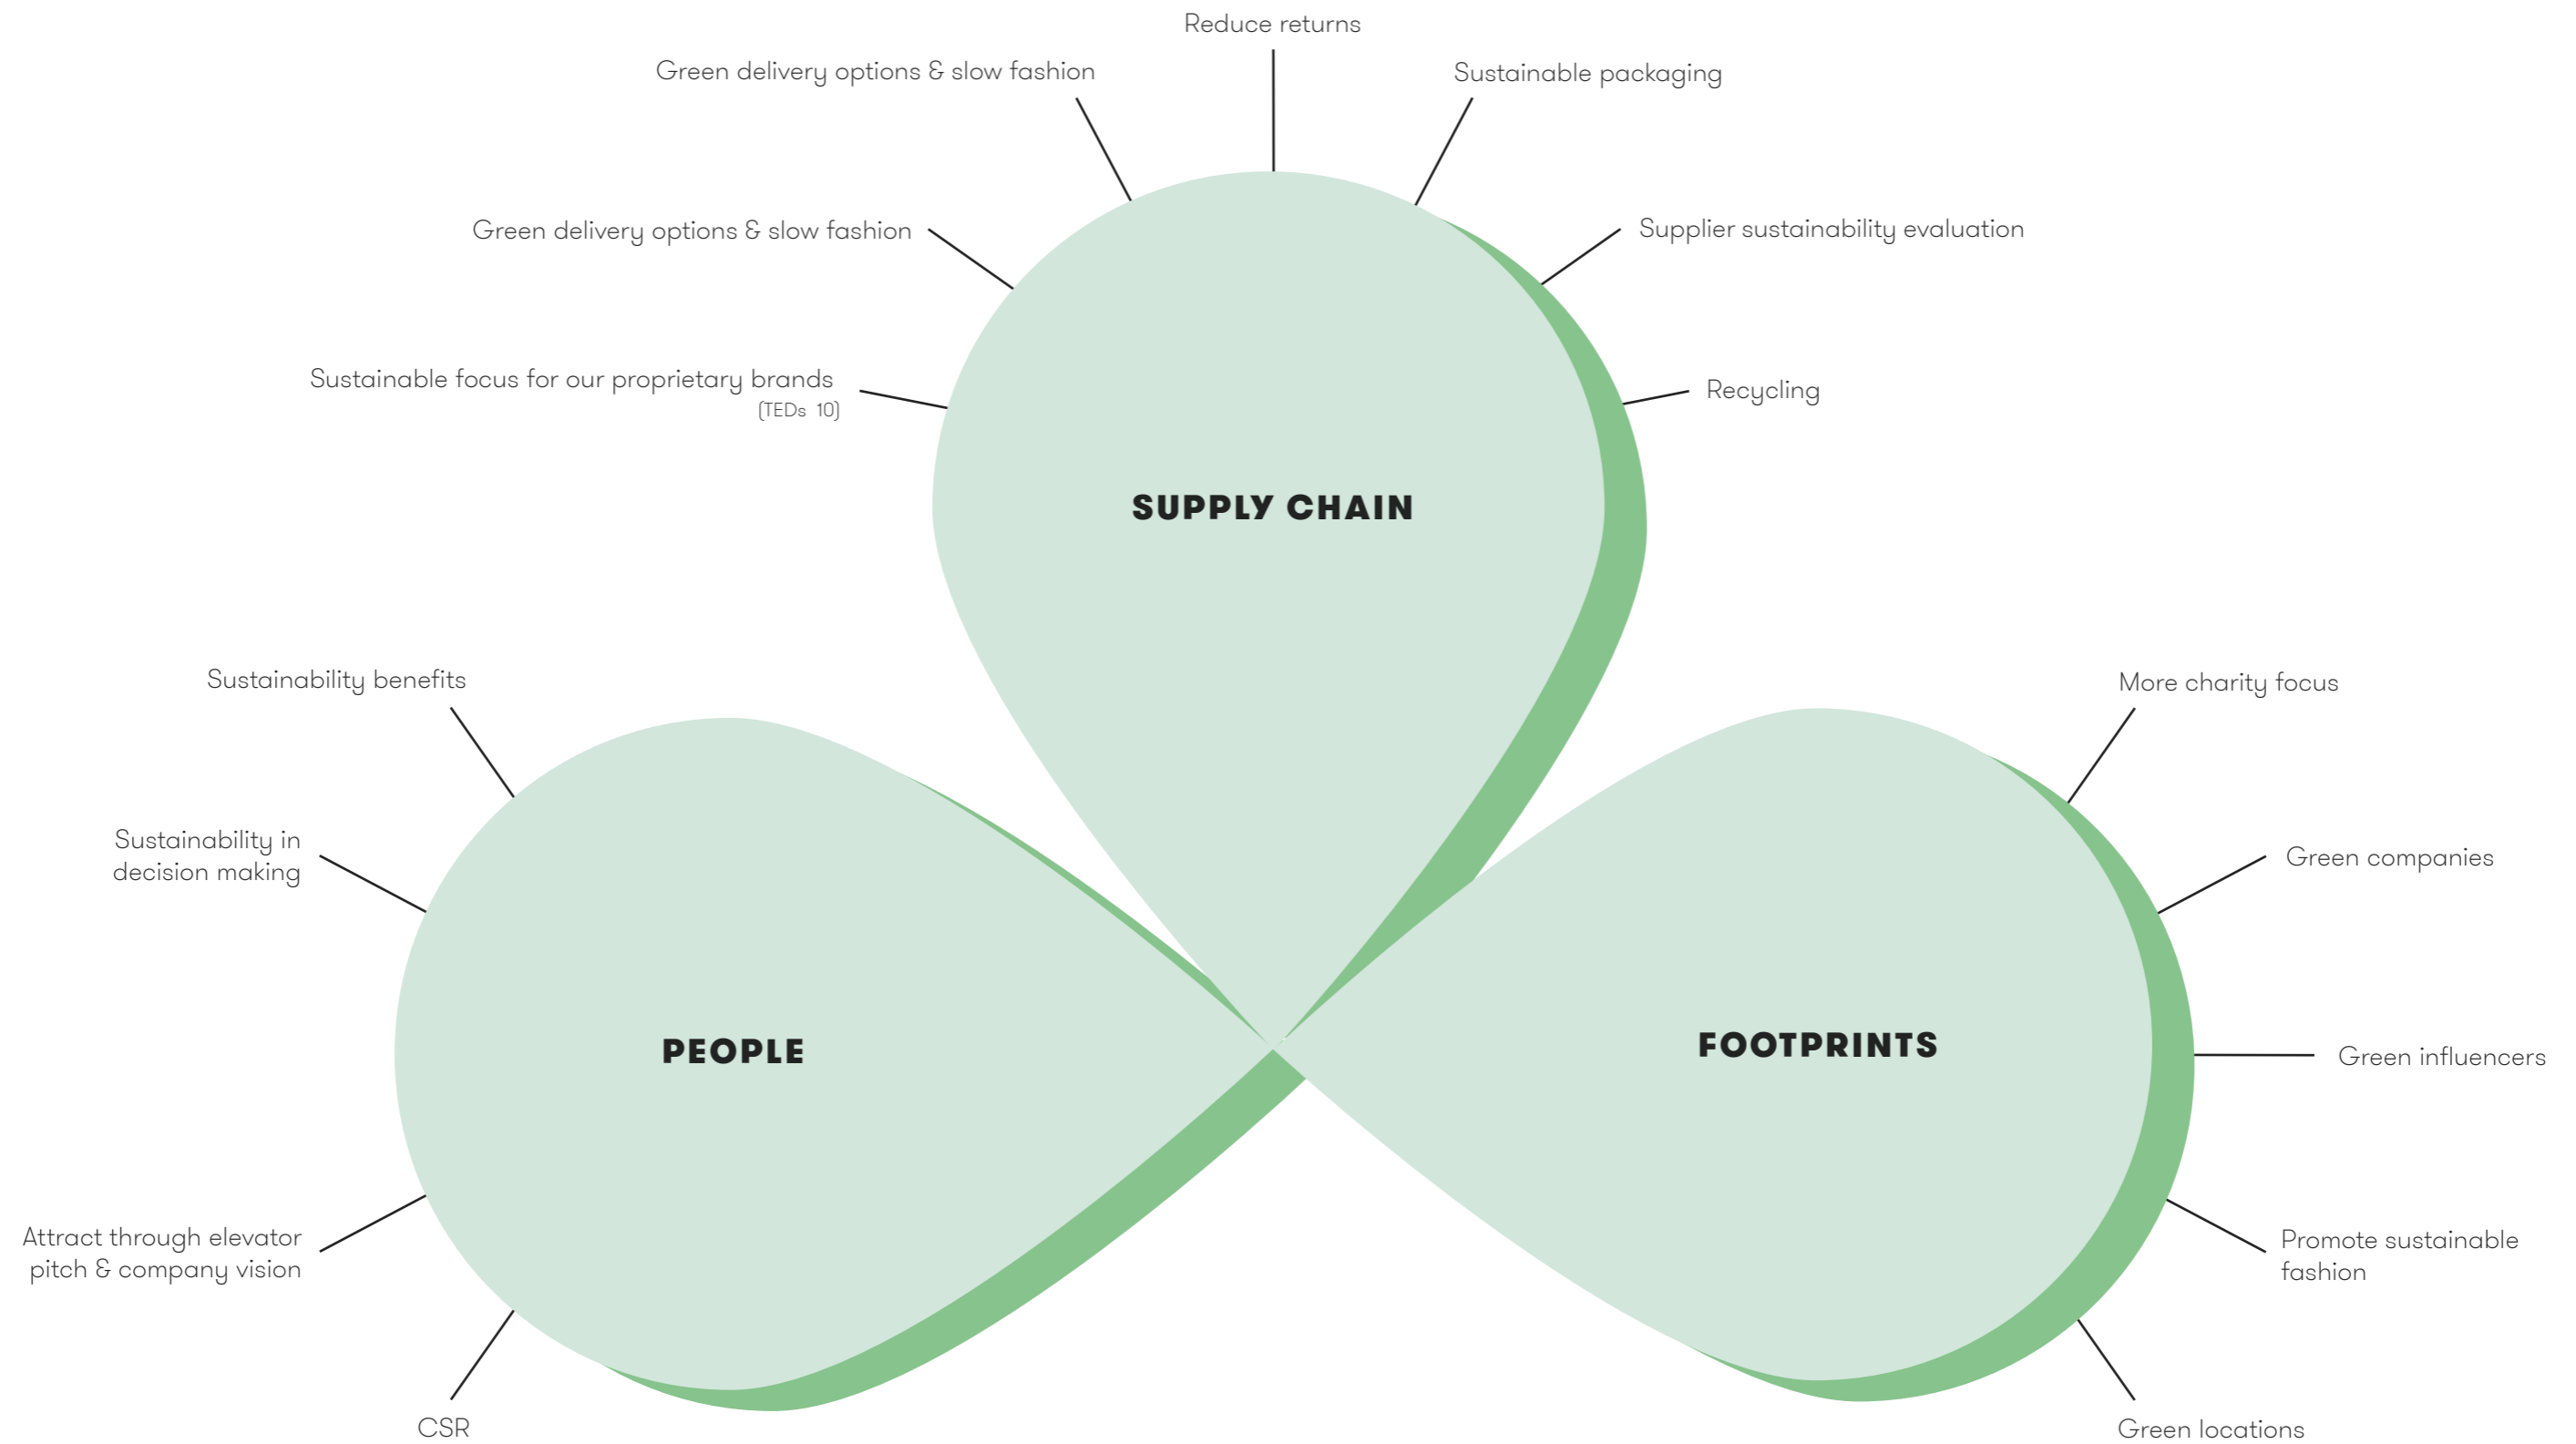 Reduce returns
Green delivery options & slow fashion
Sustainable packaging
Green delivery options & slow fashion
Supplier sustainability evaluation
Sustainable focus for our proprietary brands
(TEDs 10)
Recycling
SUPPLY CHAIN
Sustainability benefits
Sustainability in
decision making
PEOPLE
Attract through elevator
pitch & company vision
CSR
More charity focus
Green companies
FOOTPRINTS
Green influencers
Promote sustainable
fashion
Green locations